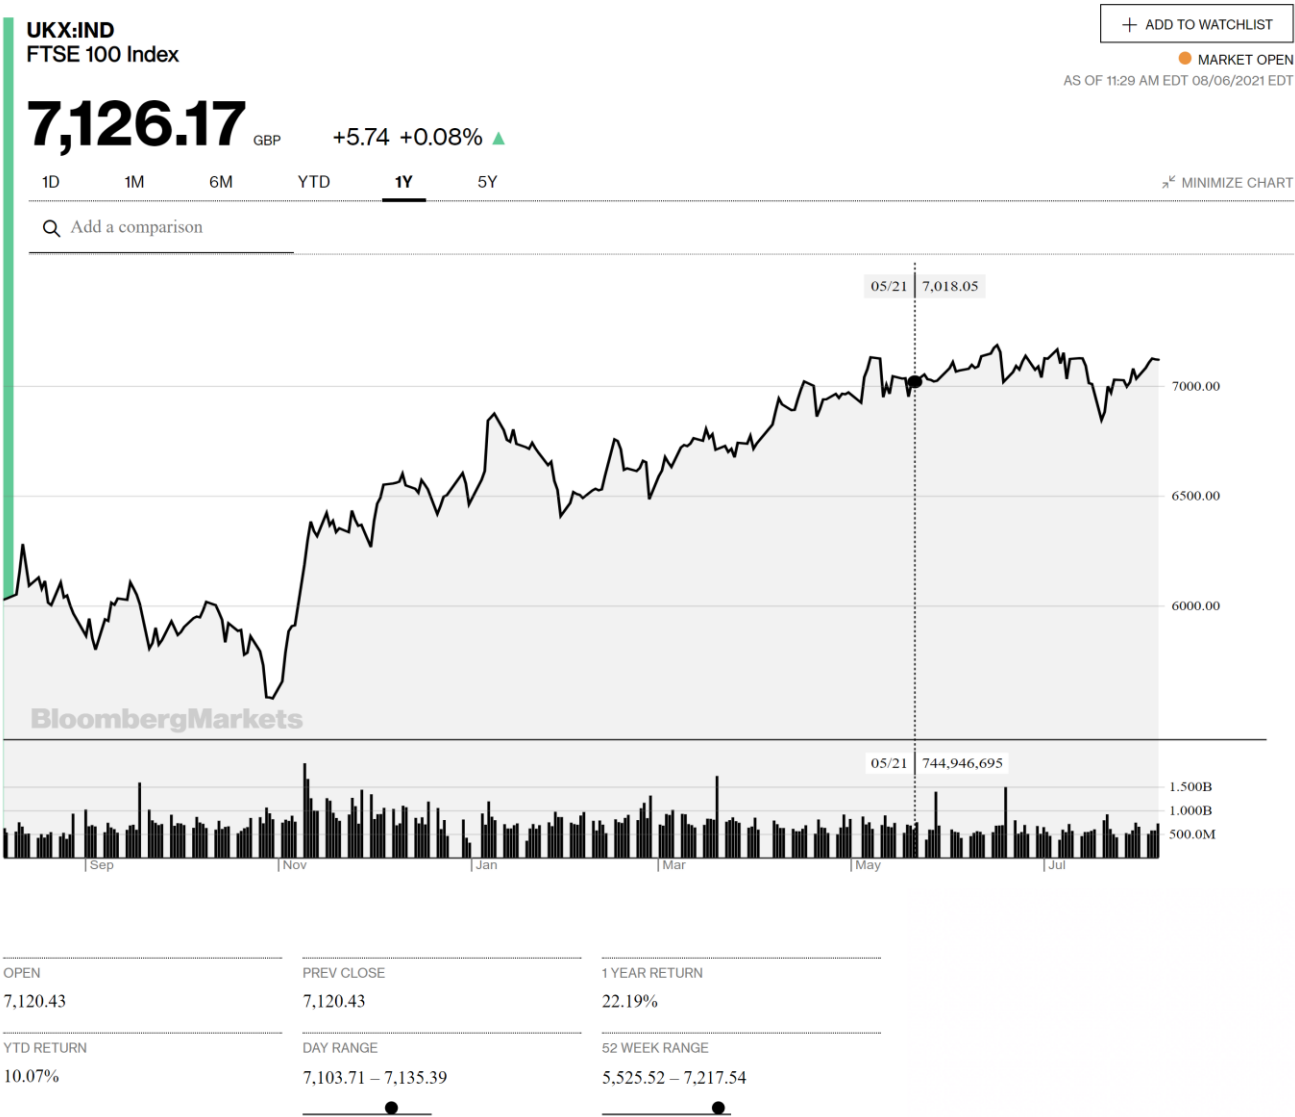 UKX:IND
FTSE 100 Index
+ ADD TO WATCHLIST
MARKET OPEN
AS OF 11:29 AM EDT 08/06/2021 EDT
7,126.17 GBP +5.74 +0.08%
1D 1M 6M YTD 1Y 5Y
MINIMIZE CHART
Add a comparison
05/21 7,018.05
7000.00
6500.00
6000.00
BloombergMarkets
05/21 744,946,695
1.500B
1.000B
500.0M
Sep Nov Jan Mar May Jul
OPEN PREV CLOSE 1 YEAR RETURN
7,120.43 7,120.43 22.19%
YTD RETURN DAY RANGE 52 WEEK RANGE
10.07% 7,103.71 – 7,135.39 5,525.52 – 7,217.54